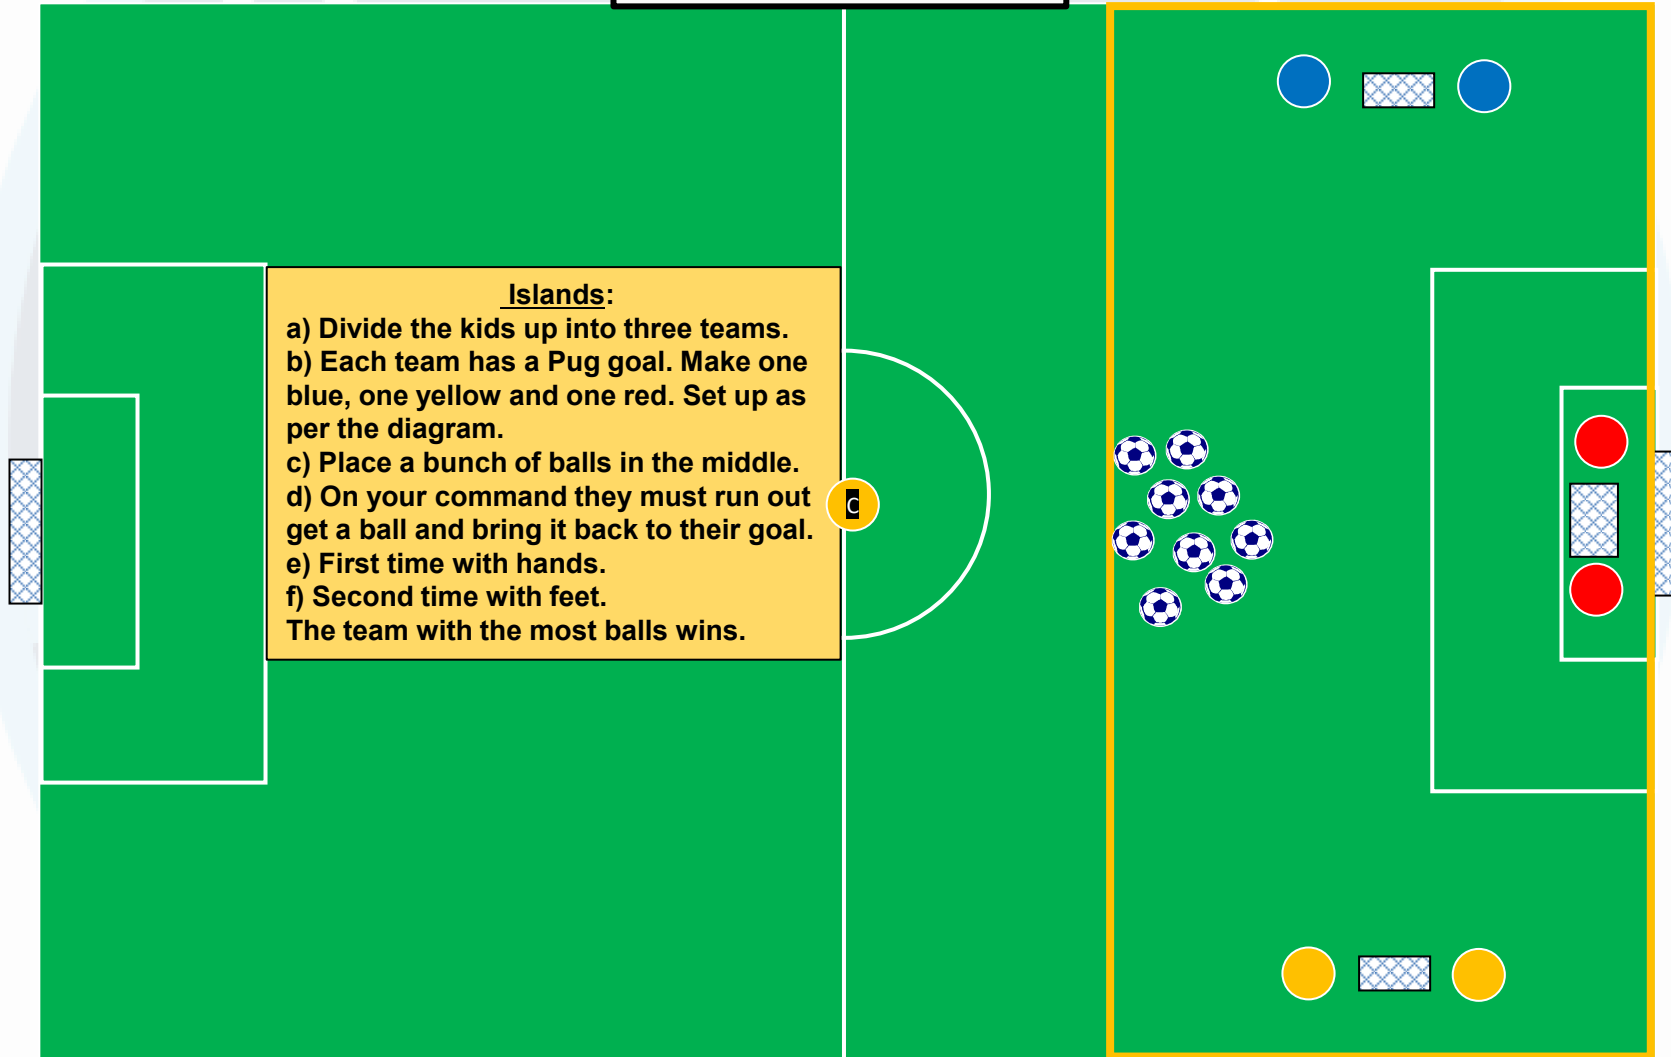 Islands:
a) Divide the kids up into three teams.
b) Each team has a Pug goal. Make one
blue, one yellow and one red. Set up as
per the diagram.
c) Place a bunch of balls in the middle.
d) On your command they must run out
get a ball and bring it back to their goal.
e) First time with hands.
f) Second time with feet.
The team with the most balls wins.
C